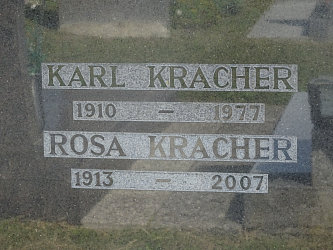 KARL KRACHER
1910 – 1977
ROSA KRACHER
1913 – 2007